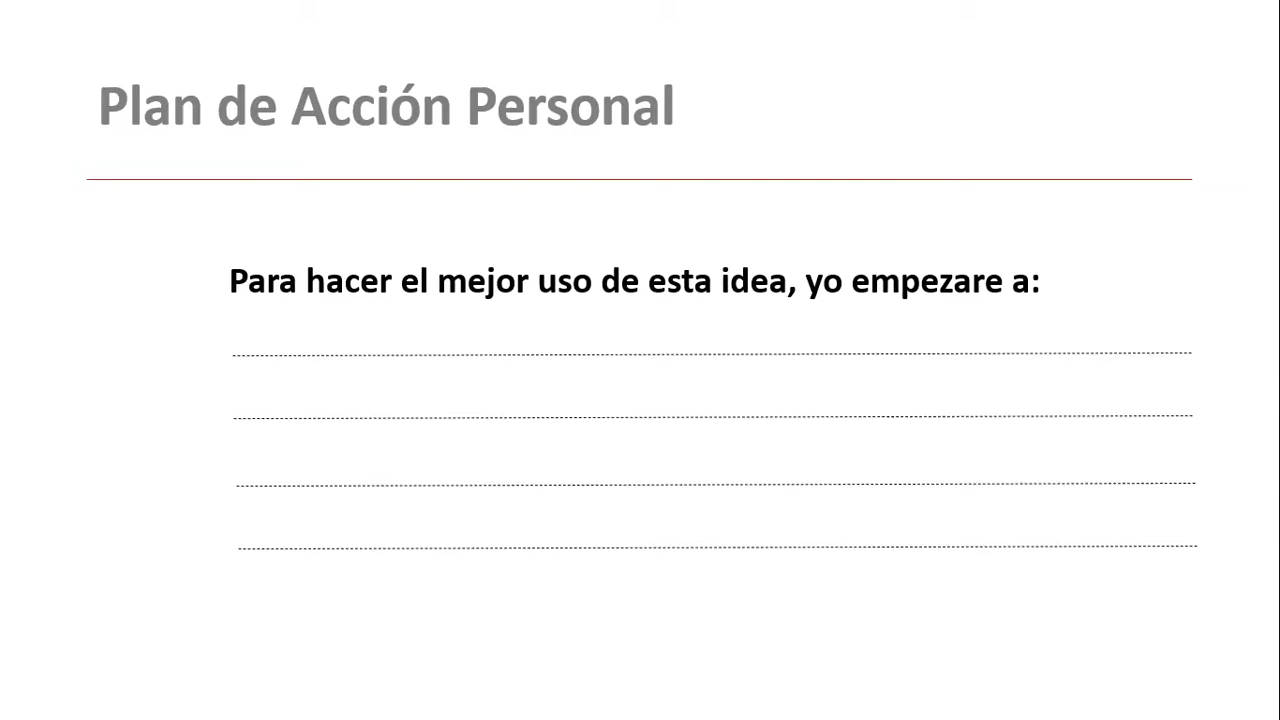 Plan de Acción Personal
Para hacer el mejor uso de esta idea, yo empezare a: